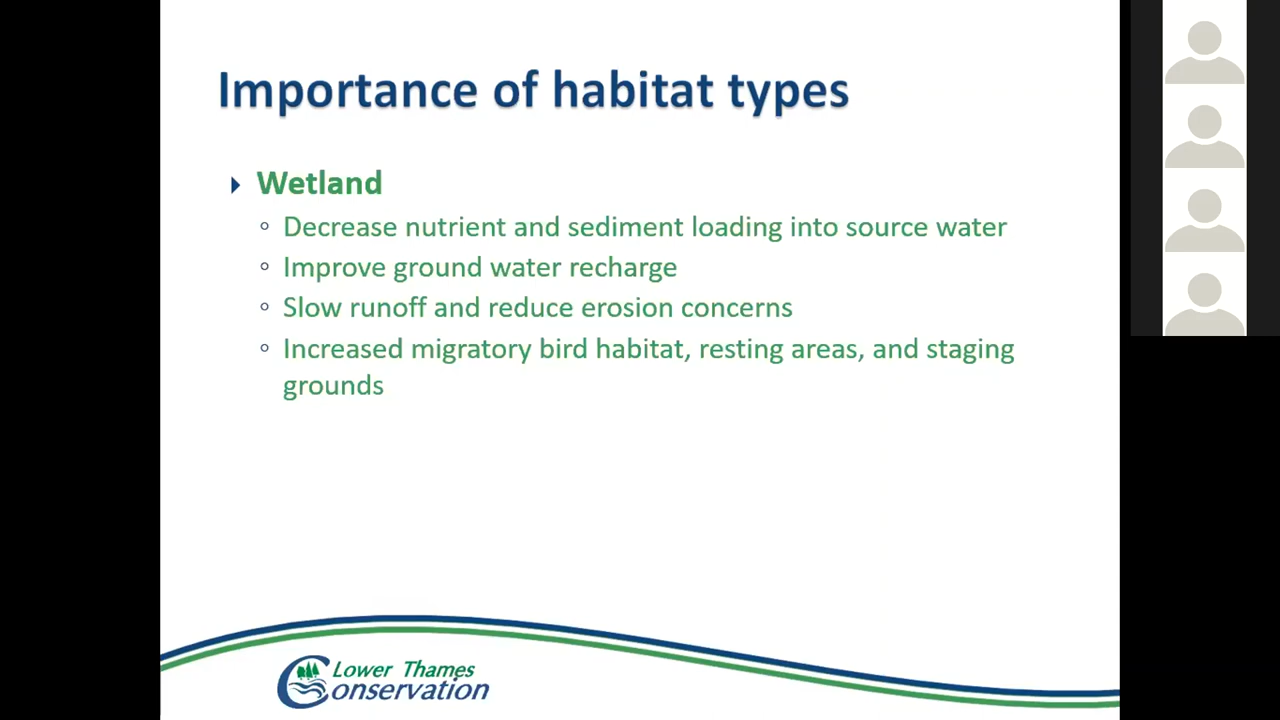 Importance of habitat types
Wetland
Decrease nutrient and sediment loading into source water
Improve ground water recharge
Slow runoff and reduce erosion concerns
Increased migratory bird habitat, resting areas, and staging
grounds
Lower Thames
Conservation